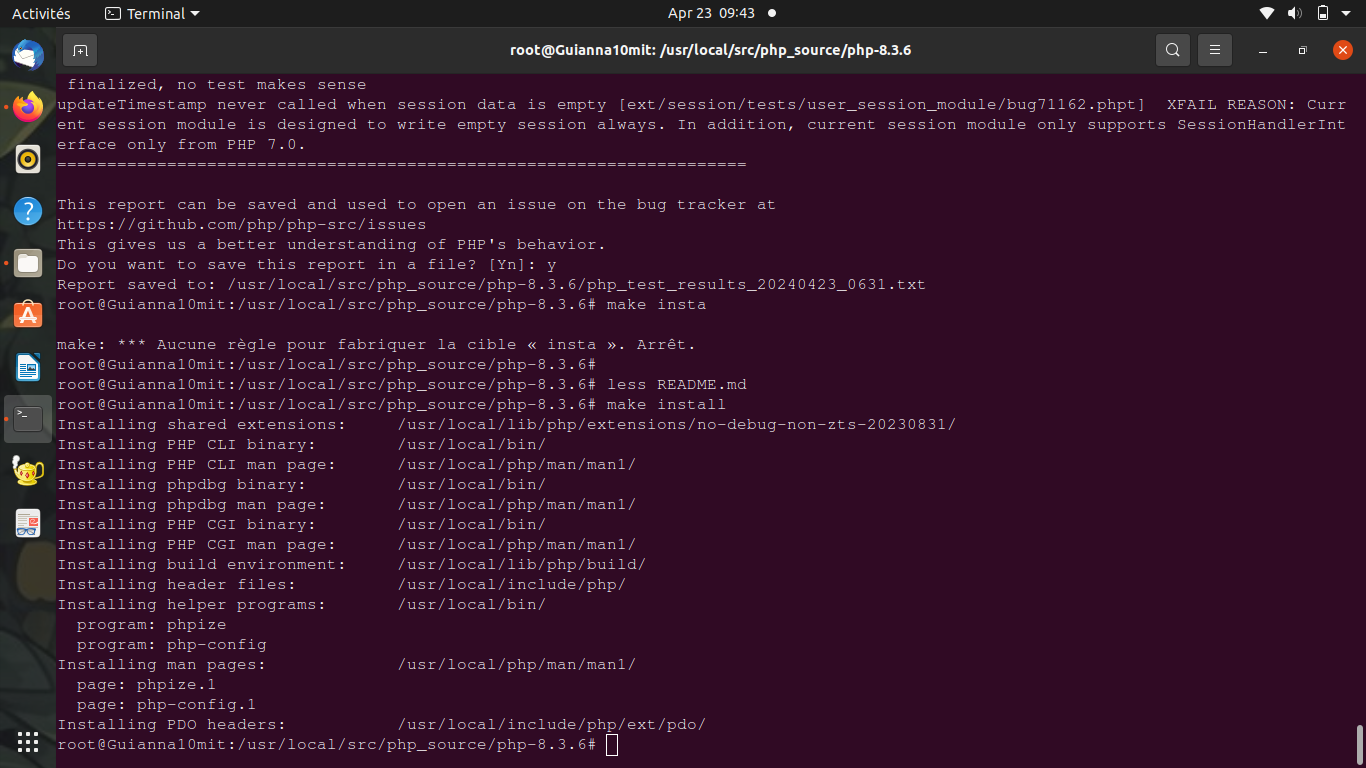 Activités
Terminal
Apr 23 09:43
root@Guianna10mit: /usr/local/src/php_source/php-8.3.6
 finalized, no test makes sense
updateTimestamp never called when session data is empty [ext/session/tests/user_session_module/bug71162.phpt]  XFAIL REASON: Curr
ent session module is designed to write empty session always. In addition, current session module only supports SessionHandlerInt
erface only from PHP 7.0.
=====================================================================
This report can be saved and used to open an issue on the bug tracker at
https://github.com/php/php-src/issues
This gives us a better understanding of PHP's behavior.
Do you want to save this report in a file? [Yn]: y
Report saved to: /usr/local/src/php_source/php-8.3.6/php_test_results_20240423_0631.txt
root@Guianna10mit:/usr/local/src/php_source/php-8.3.6# make insta
make: *** Aucune règle pour fabriquer la cible « insta ». Arrêt.
root@Guianna10mit:/usr/local/src/php_source/php-8.3.6#
root@Guianna10mit:/usr/local/src/php_source/php-8.3.6# less README.md
root@Guianna10mit:/usr/local/src/php_source/php-8.3.6# make install
Installing shared extensions:     /usr/local/lib/php/extensions/no-debug-non-zts-20230831/
Installing PHP CLI binary:        /usr/local/bin/
Installing PHP CLI man page:      /usr/local/php/man/man1/
Installing phpdbg binary:         /usr/local/bin/
Installing phpdbg man page:       /usr/local/php/man/man1/
Installing PHP CGI binary:        /usr/local/bin/
Installing PHP CGI man page:      /usr/local/php/man/man1/
Installing build environment:     /usr/local/lib/php/build/
Installing header files:          /usr/local/include/php/
Installing helper programs:       /usr/local/bin/
  program: phpize
  program: php-config
Installing man pages:             /usr/local/php/man/man1/
  page: phpize.1
  page: php-config.1
Installing PDO headers:           /usr/local/include/php/ext/pdo/
root@Guianna10mit:/usr/local/src/php_source/php-8.3.6#